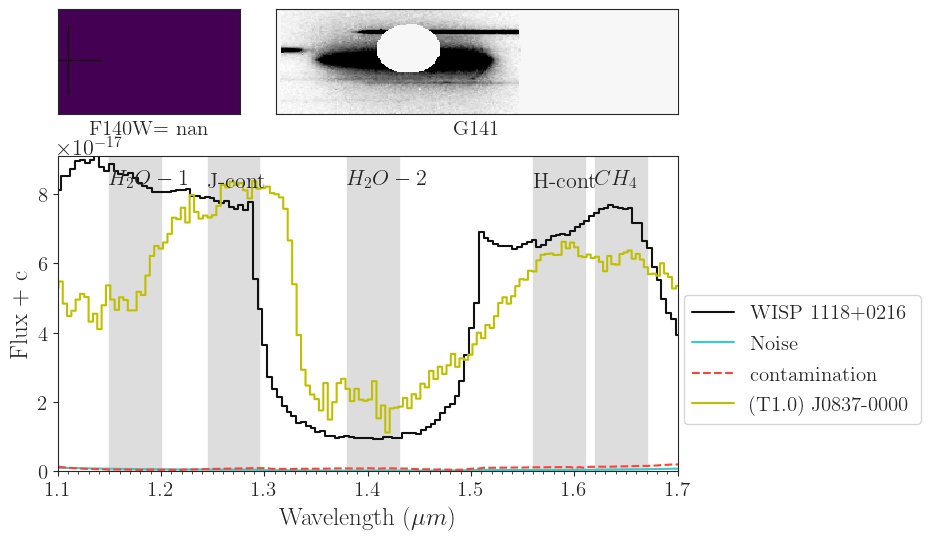 F140W= nan
G141
×10⁻¹⁷
H₂O − 1
J-cont
H₂O − 2
H-cont
CH₄
8
6
4
2
0
Flux + c
1.1 1.2 1.3 1.4 1.5 1.6 1.7
Wavelength (μm)
WISP 1118+0216
Noise
contamination
(T1.0) J0837-0000